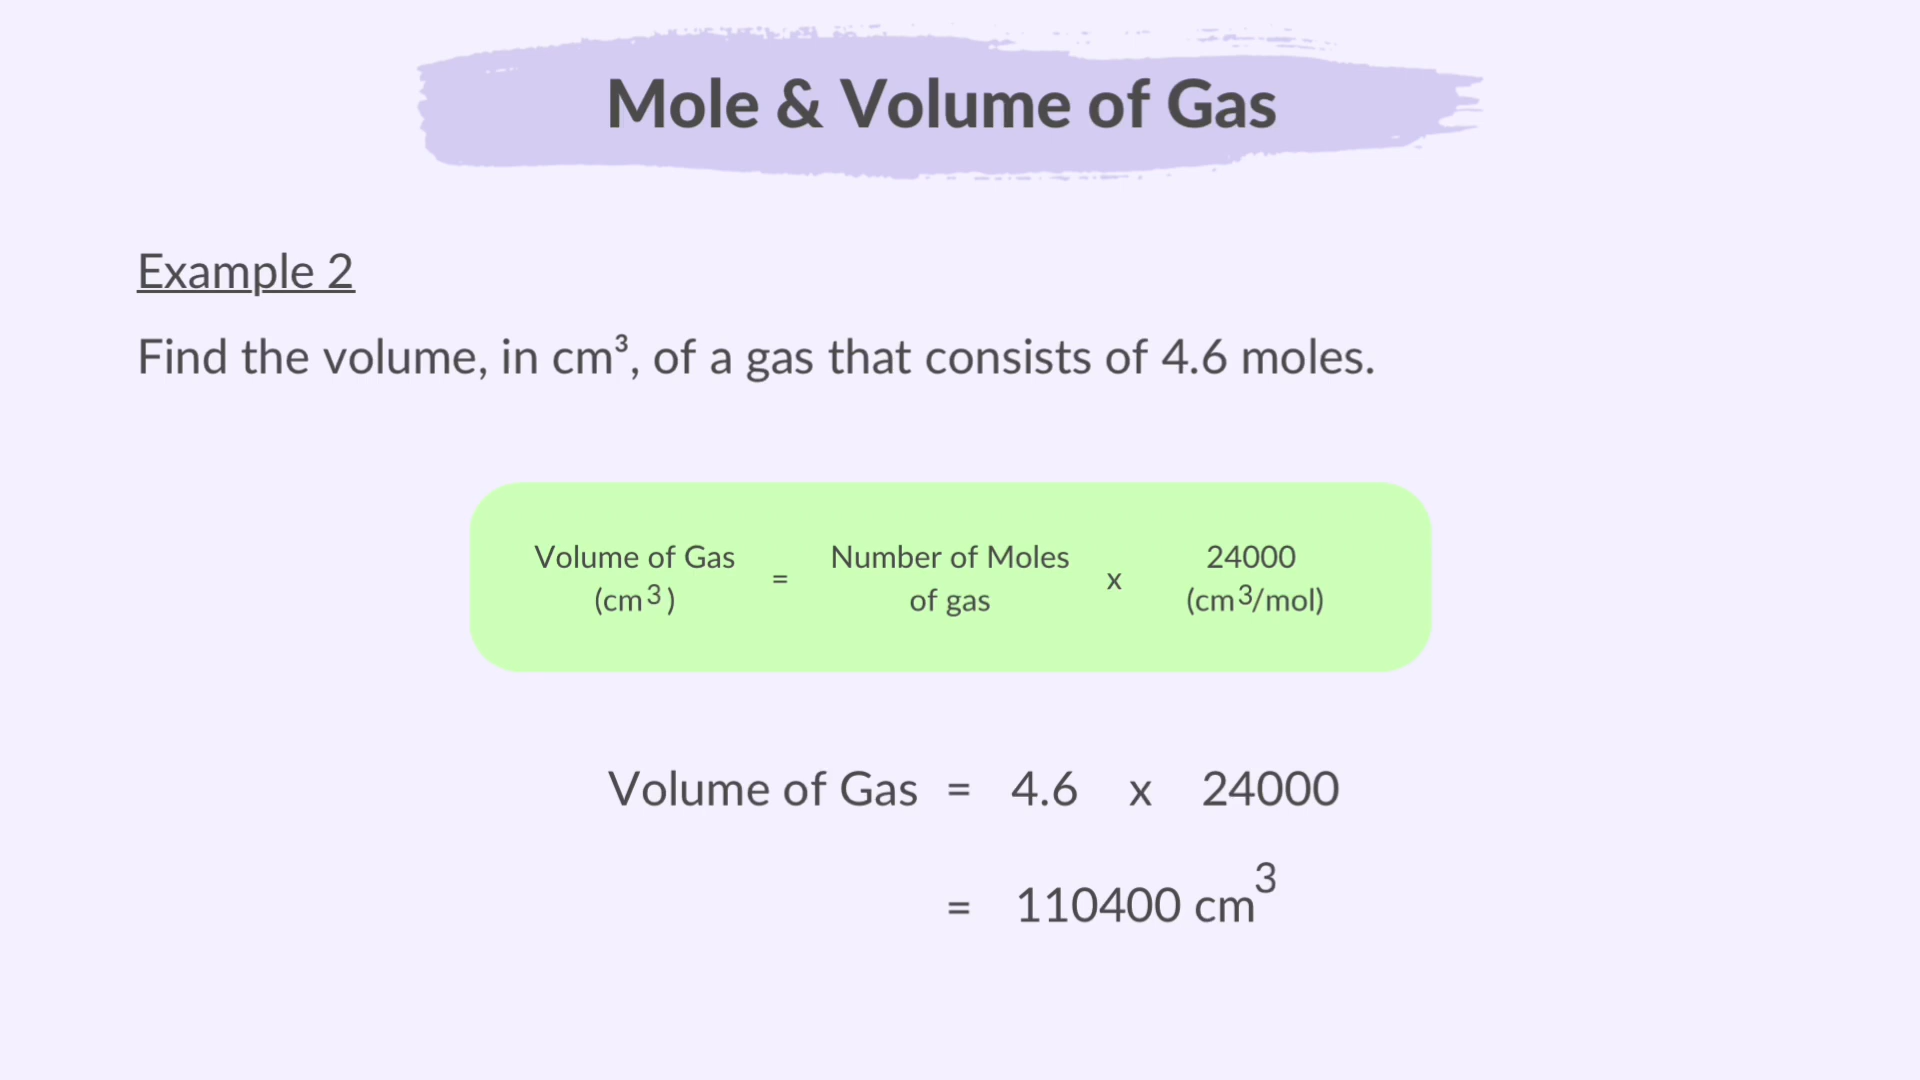 Mole & Volume of Gas
Example 2
Find the volume, in cm³, of a gas that consists of 4.6 moles.
Volume of Gas (cm³) = Number of Moles of gas x 24000 (cm³/mol)
Volume of Gas = 4.6 x 24000
= 110400 cm³